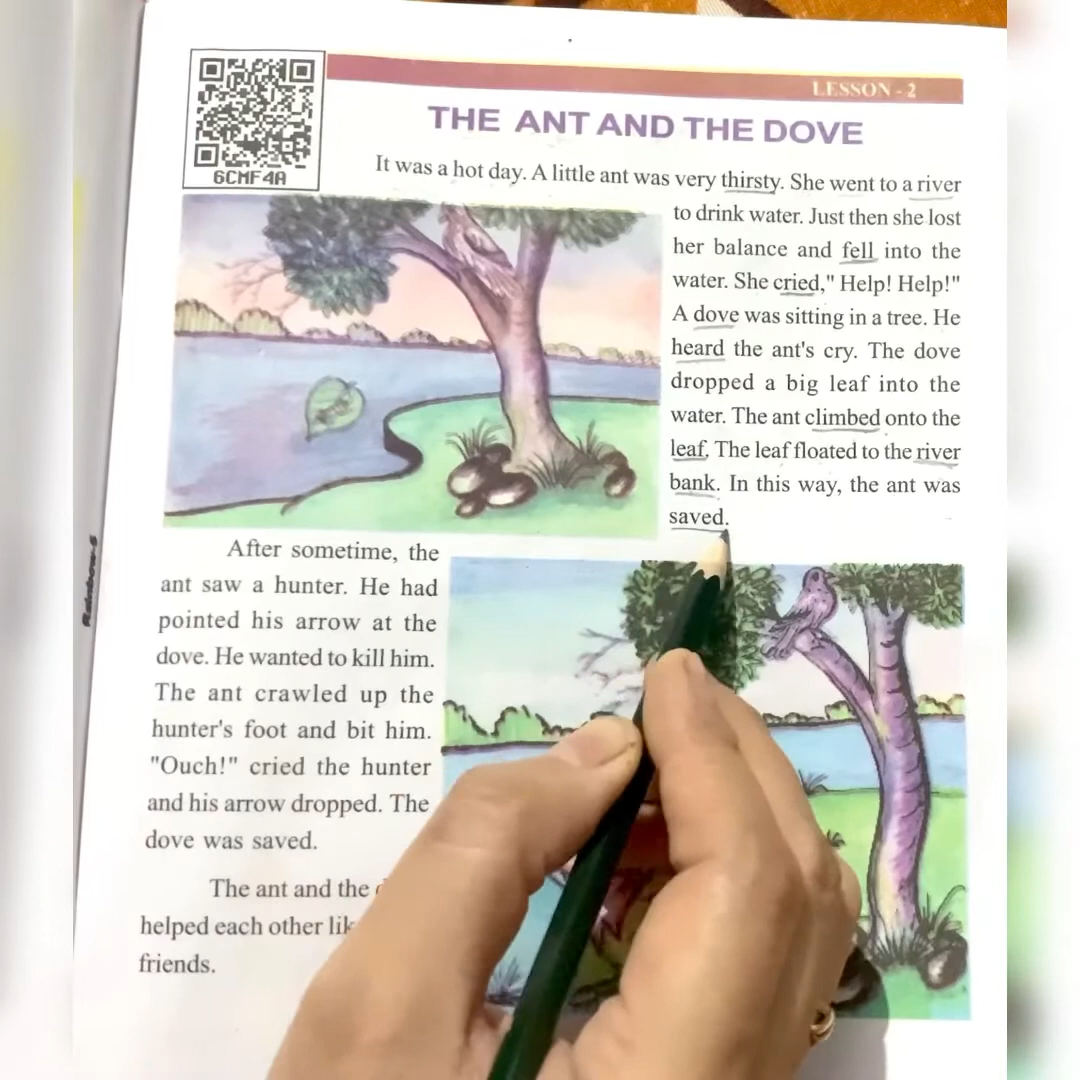 LESSON - 2
6CMF4A
THE ANT AND THE DOVE
It was a hot day. A little ant was very thirsty. She went to a river
to drink water. Just then she lost
her balance and fell into the
water. She cried," Help! Help!"
A dove was sitting in a tree. He
heard the ant's cry. The dove
dropped a big leaf into the
water. The ant climbed onto the
leaf. The leaf floated to the river
bank. In this way, the ant was
saved.
After sometime, the
ant saw a hunter. He had
pointed his arrow at the
dove. He wanted to kill him.
The ant crawled up the
hunter's foot and bit him.
"Ouch!" cried the hunter
and his arrow dropped. The
dove was saved.
The ant and the
helped each other
friends.